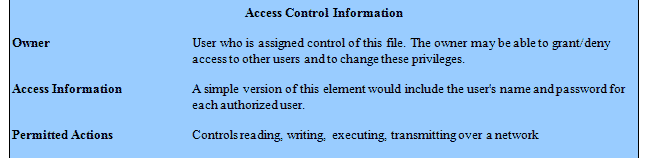 Access Control Information
Owner User who is assigned control of this file. The owner may be able to grant/deny
access to other users and to change these privileges.
Access Information A simple version of this element would include the user's name and password for
each authorized user.
Permitted Actions Controls reading, writing, executing, transmitting over a network